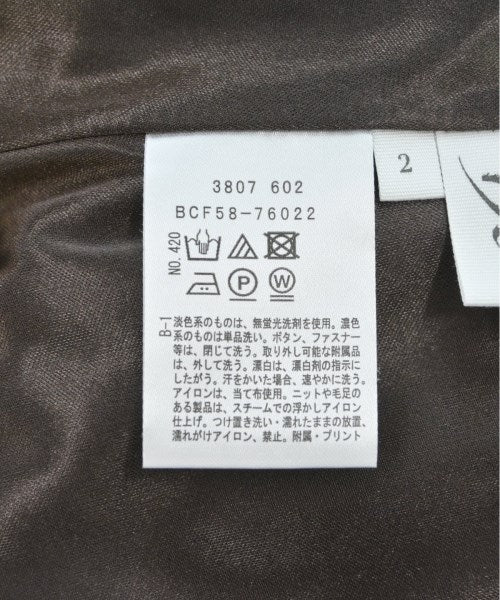 3807 602
BCF58-76022
NO. 420
P
W
B-1
淡色系のものは、無蛍光洗剤を使用。濃色
系のものは単品洗い。ボタン、ファスナー
等は、閉じて洗う。取り外し可能な附属品
は、外して洗う。漂白は、漂白剤の指示に
したがう。汗をかいた場合、速やかに洗う。
アイロンは、当て布使用。ニットや毛足の
ある製品は、スチームでの浮かしアイロン
仕上げ。つけ置き洗い・濡れたままの放置、
濡れがけアイロン、禁止。附属・プリント
2